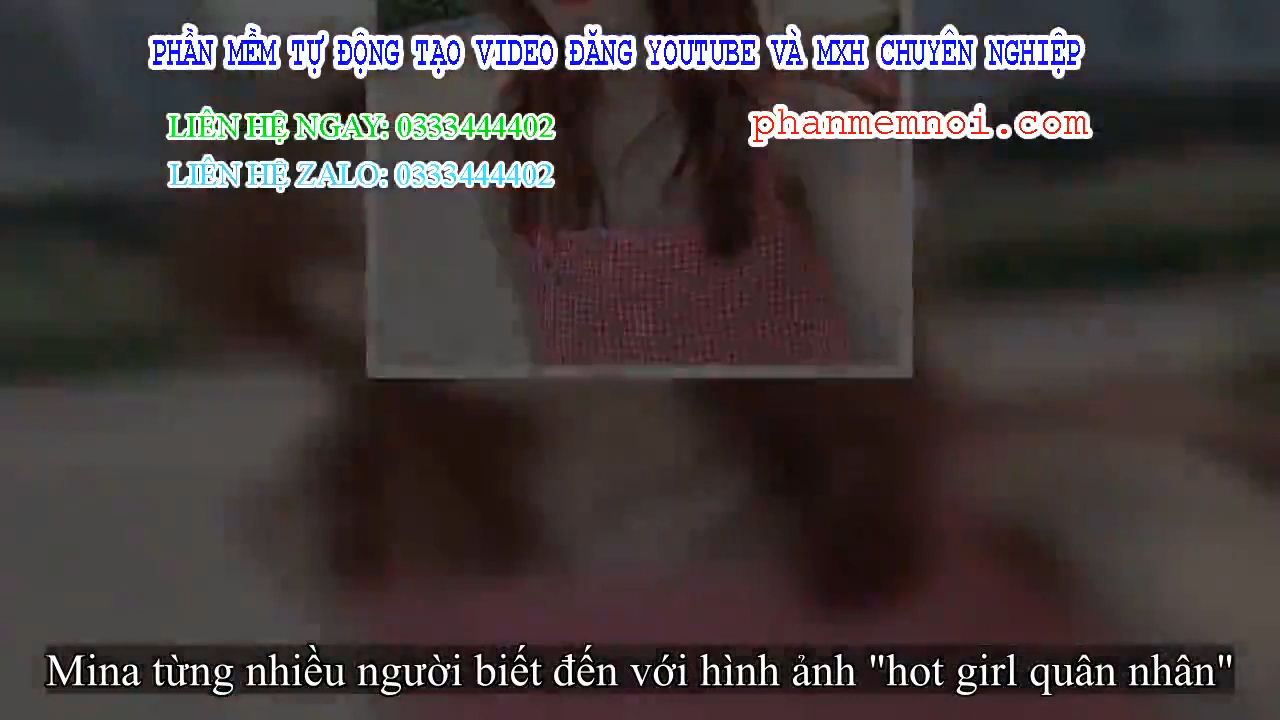 PHẦN MỀM TỰ ĐỘNG TẠO VIDEO ĐĂNG YOUTUBE VÀ MXH CHUYÊN NGHIỆP
LIÊN HỆ NGAY: 0333444402
phanmemnoi.com
LIÊN HỆ ZALO: 0333444402
Mina từng nhiều người biết đến với hình ảnh "hot girl quân nhân"